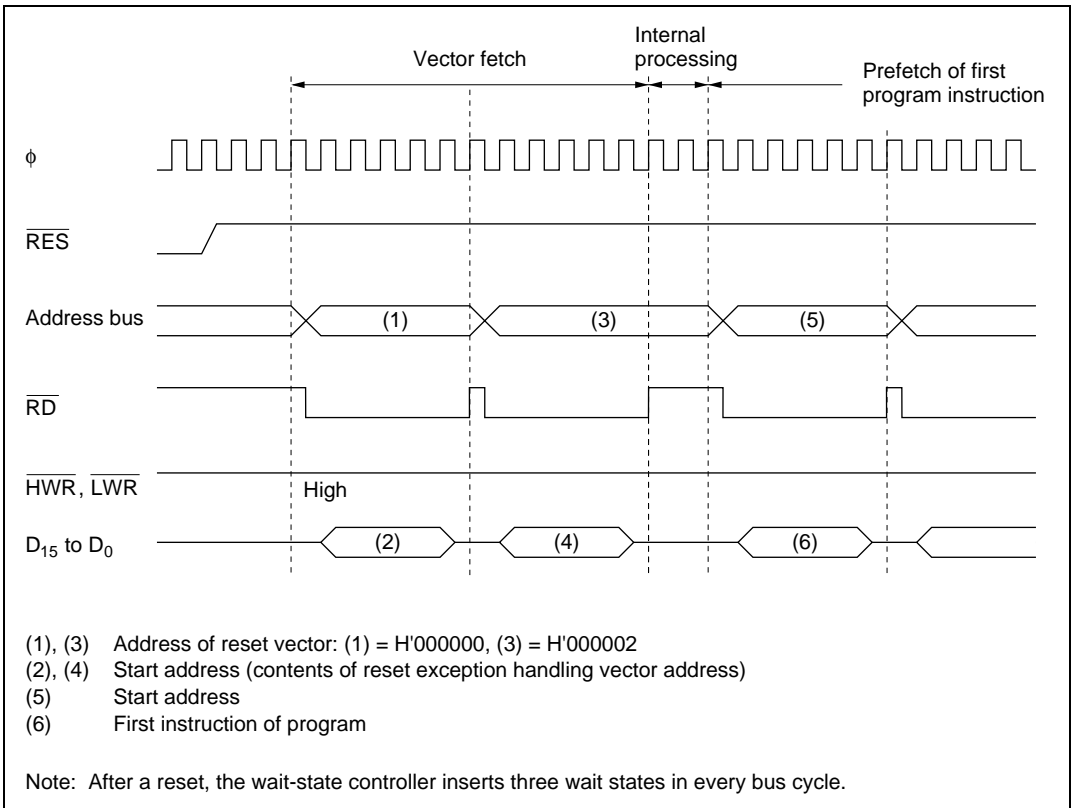 Internal
processing
Vector fetch
Prefetch of first
program instruction
φ
RES
Address bus
(1)
(3)
(5)
RD
HWR, LWR
High
D15 to D0
(2)
(4)
(6)
(1), (3) Address of reset vector: (1) = H'000000, (3) = H'000002
(2), (4) Start address (contents of reset exception handling vector address)
(5) Start address
(6) First instruction of program
Note: After a reset, the wait-state controller inserts three wait states in every bus cycle.